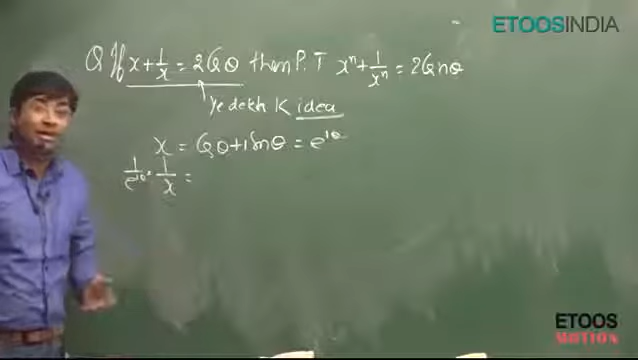 ETOOSINDIA
Q If x + 1/x = 2Cosθ then P.T xⁿ + 1/xⁿ = 2Cos nθ
Ye dekh K idea
x = Cosθ + i Sinθ = e^iθ
1/e^iθ = 1/x =
ETOOS
MOTION